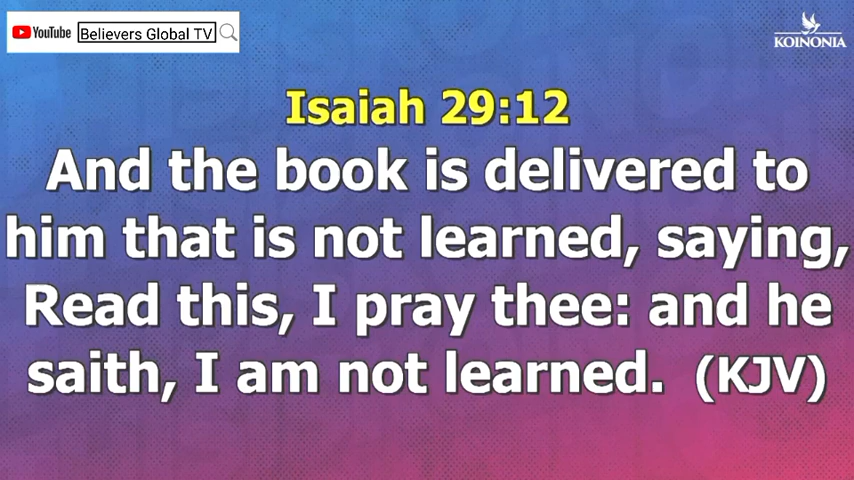 YouTube Believers Global TV
KOINONIA
Isaiah 29:12
And the book is delivered to
him that is not learned, saying,
Read this, I pray thee: and he
saith, I am not learned. (KJV)